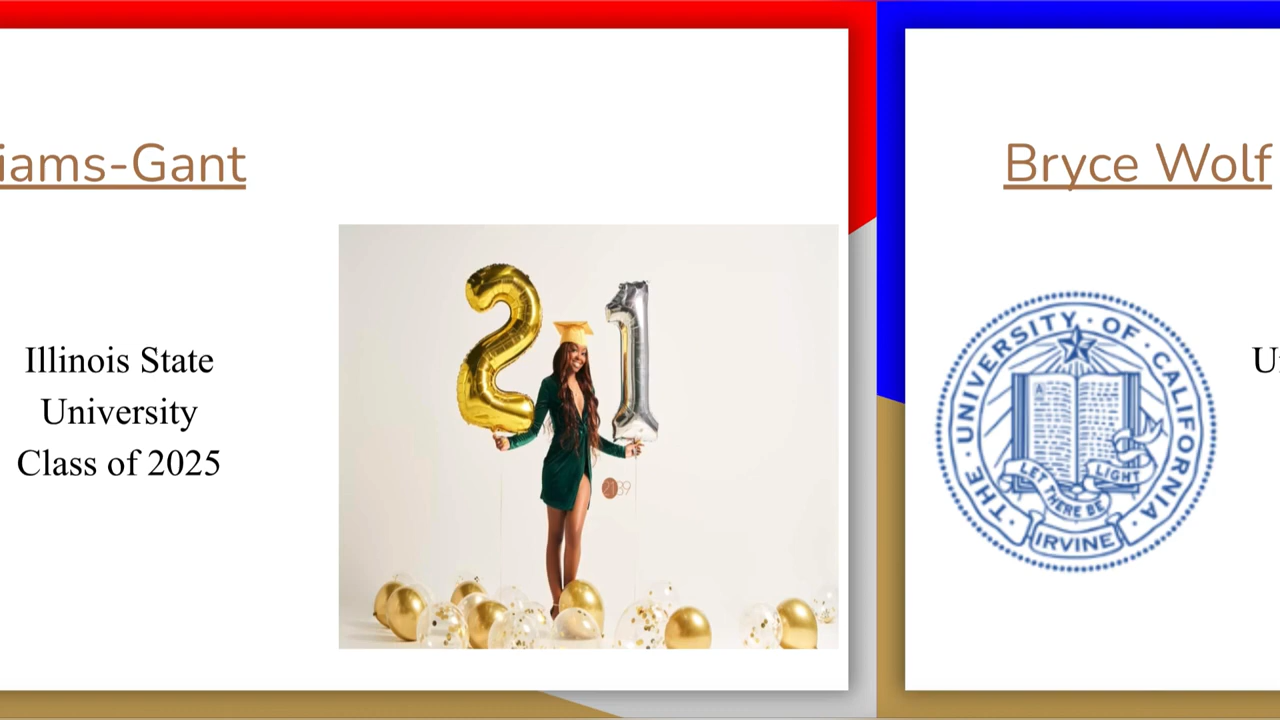 iams-Gant
Illinois State
University
Class of 2025
21
Bryce Wolf
· THE · UNIVERSITY · OF · CALIFORNIA ·
A
LET THERE BE LIGHT
IRVINE